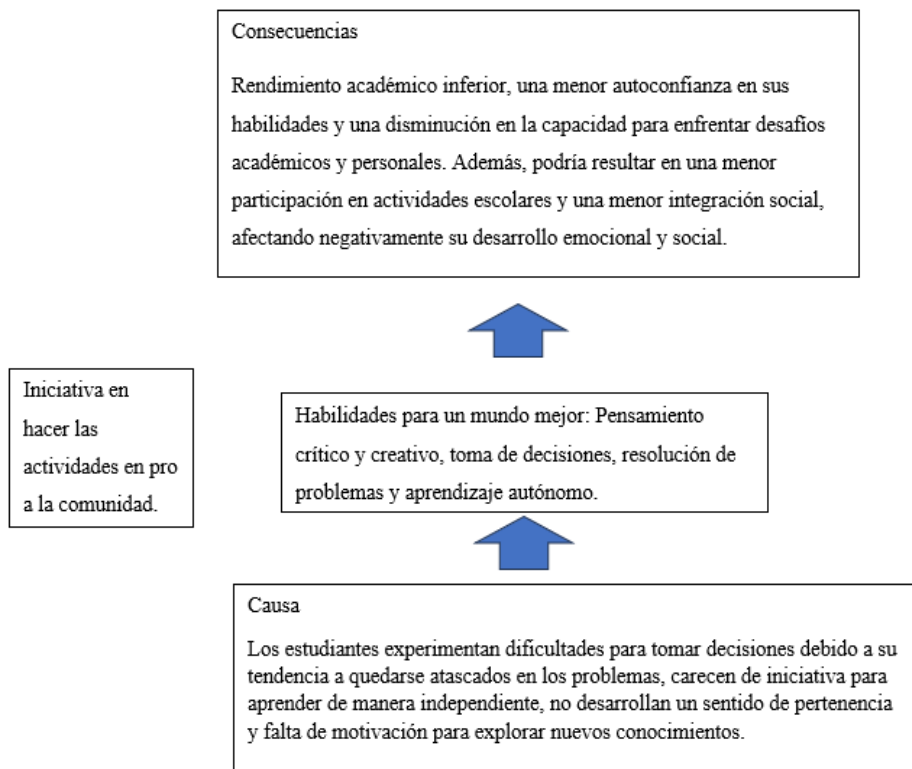 Consecuencias
Rendimiento académico inferior, una menor autoconfianza en sus
habilidades y una disminución en la capacidad para enfrentar desafíos
académicos y personales. Además, podría resultar en una menor
participación en actividades escolares y una menor integración social,
afectando negativamente su desarrollo emocional y social.
Iniciativa en
hacer las
actividades en pro
a la comunidad.
Habilidades para un mundo mejor: Pensamiento
crítico y creativo, toma de decisiones, resolución de
problemas y aprendizaje autónomo.
Causa
Los estudiantes experimentan dificultades para tomar decisiones debido a su
tendencia a quedarse atascados en los problemas, carecen de iniciativa para
aprender de manera independiente, no desarrollan un sentido de pertenencia
y falta de motivación para explorar nuevos conocimientos.